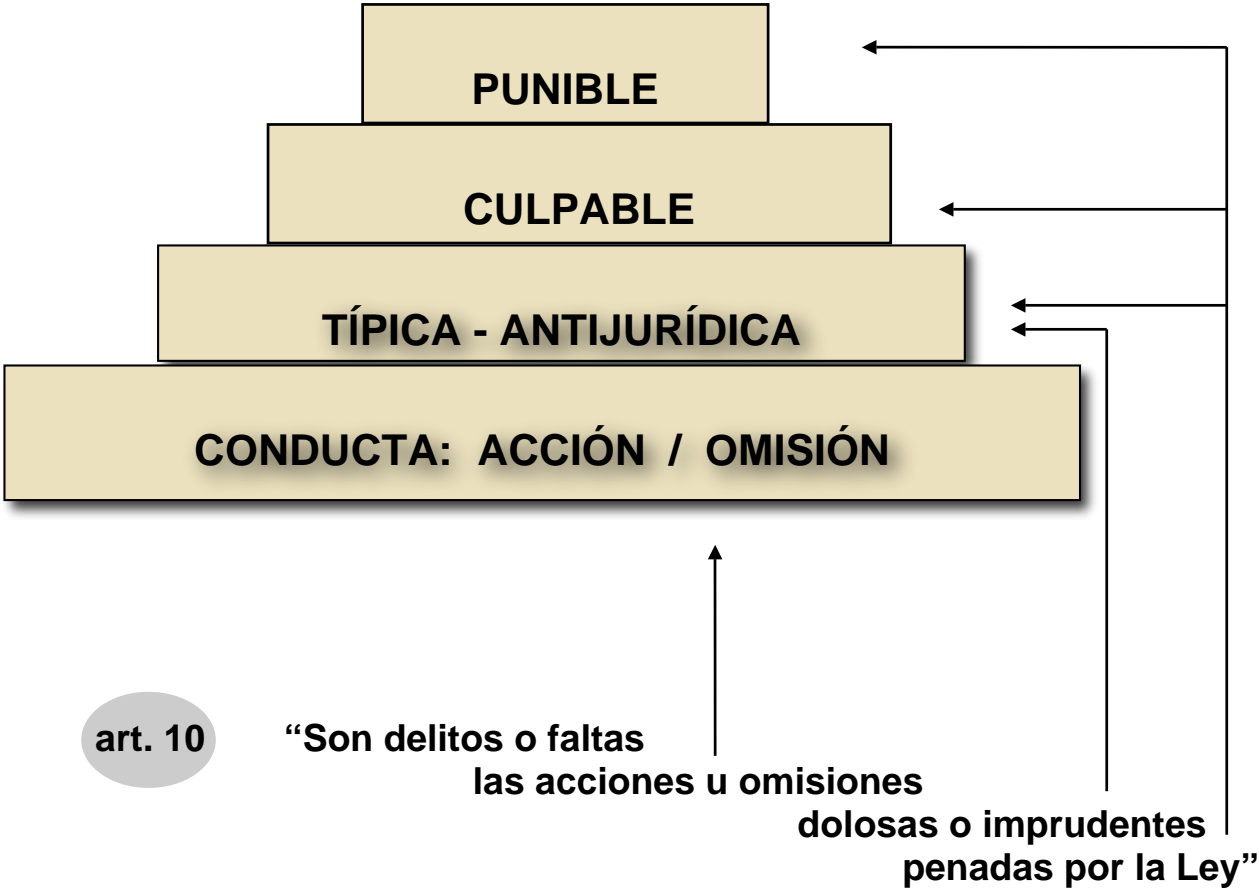 PUNIBLE
CULPABLE
TÍPICA - ANTIJURÍDICA
CONDUCTA: ACCIÓN / OMISIÓN
art. 10
“Son delitos o faltas
las acciones u omisiones
dolosas o imprudentes
penadas por la Ley”